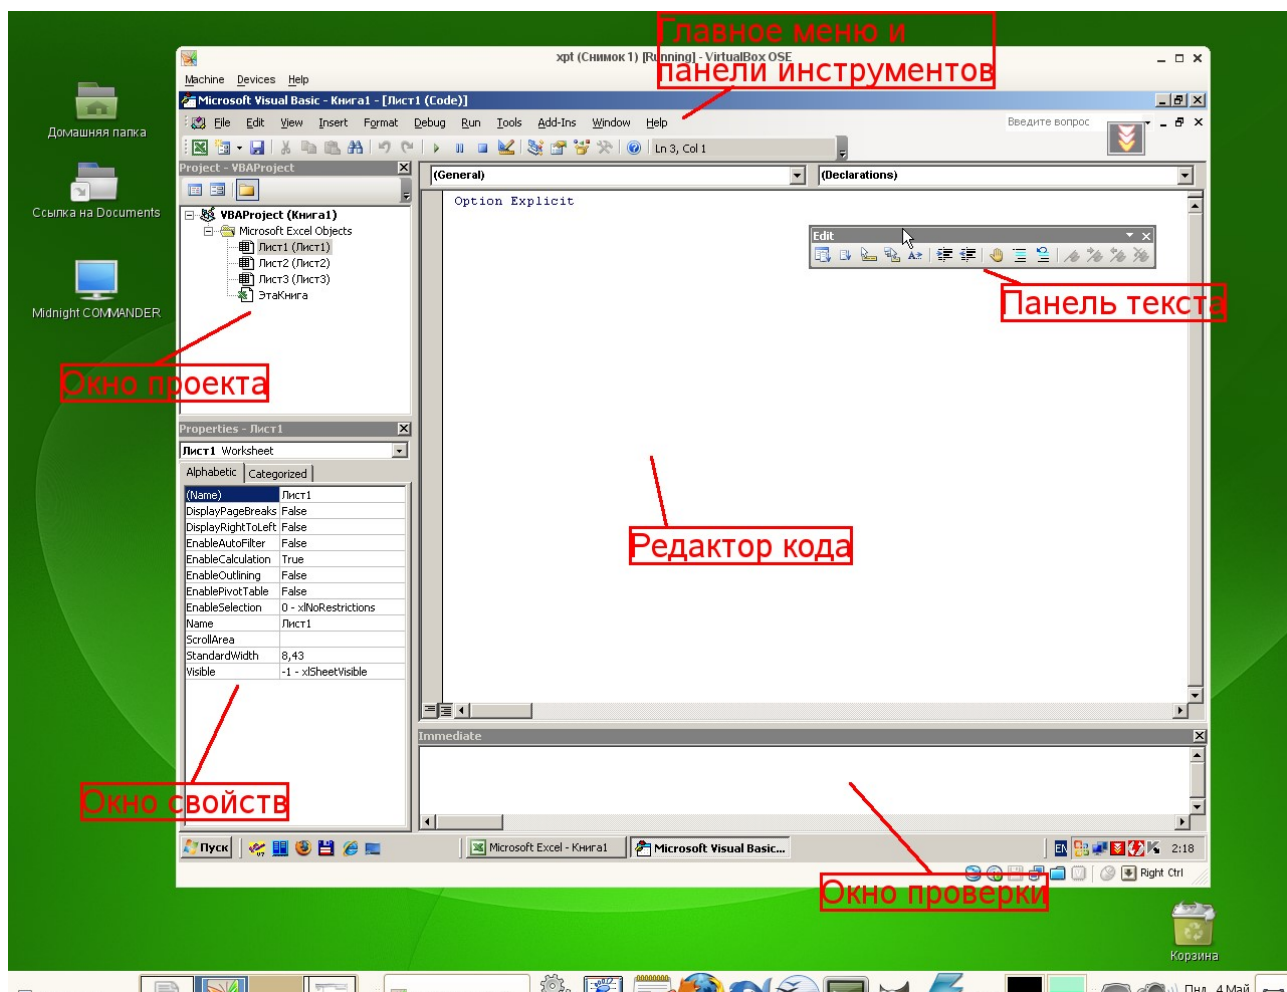 Главное меню и
панели инструментов
xpt (Снимок 1) [Running] - VirtualBox OSE
Machine Devices Help
Microsoft Visual Basic - Книга1 - [Лист1 (Code)]
File Edit View Insert Format Debug Run Tools Add-Ins Window Help
Введите вопрос
Ln 3, Col 1
Домашняя папка
Ссылка на Documents
Midnight COMMANDER
Project - VBAProject
VBAProject (Книга1)
Microsoft Excel Objects
Лист1 (Лист1)
Лист2 (Лист2)
Лист3 (Лист3)
ЭтаКнига
Окно проекта
(General)
(Declarations)
Option Explicit
Edit
Панель текста
Редактор кода
Properties - Лист1
Лист1 Worksheet
Alphabetic Categorized
(Name) Лист1
DisplayPageBreaks False
DisplayRightToLeft False
EnableAutoFilter False
EnableCalculation True
EnableOutlining False
EnablePivotTable False
EnableSelection 0 - xlNoRestrictions
Name Лист1
ScrollArea
StandardWidth 8,43
Visible -1 - xlSheetVisible
Окно свойств
Immediate
Окно проверки
Пуск
Microsoft Excel - Книга1
Microsoft Visual Basic...
EN
2:18
Right Ctrl
Корзина
Пнд, 4 Май